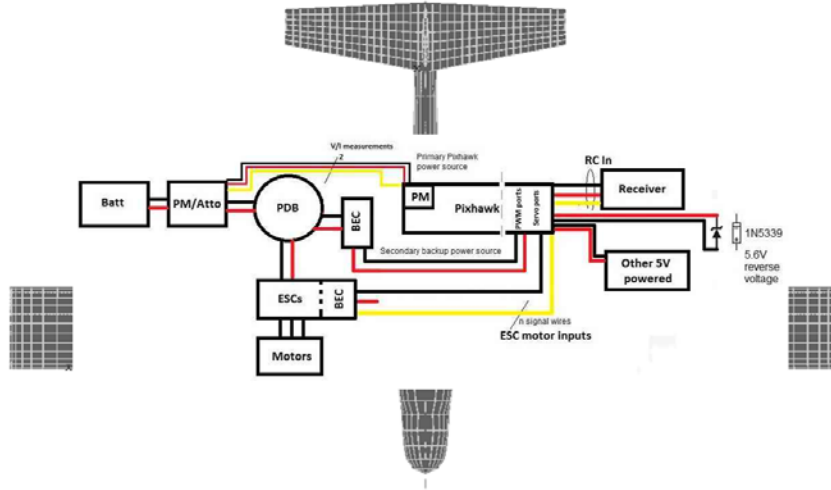 V/I measurements
2
Primary Pixhawk
power source
RC In
Batt
PM/Atto
PDB
BEC
PM
Pixhawk
PWM ports
Servo ports
Receiver
1N5339
5.6V
reverse
voltage
Secondary backup power source
Other 5V
powered
ESCs
BEC
n signal wires
ESC motor inputs
Motors